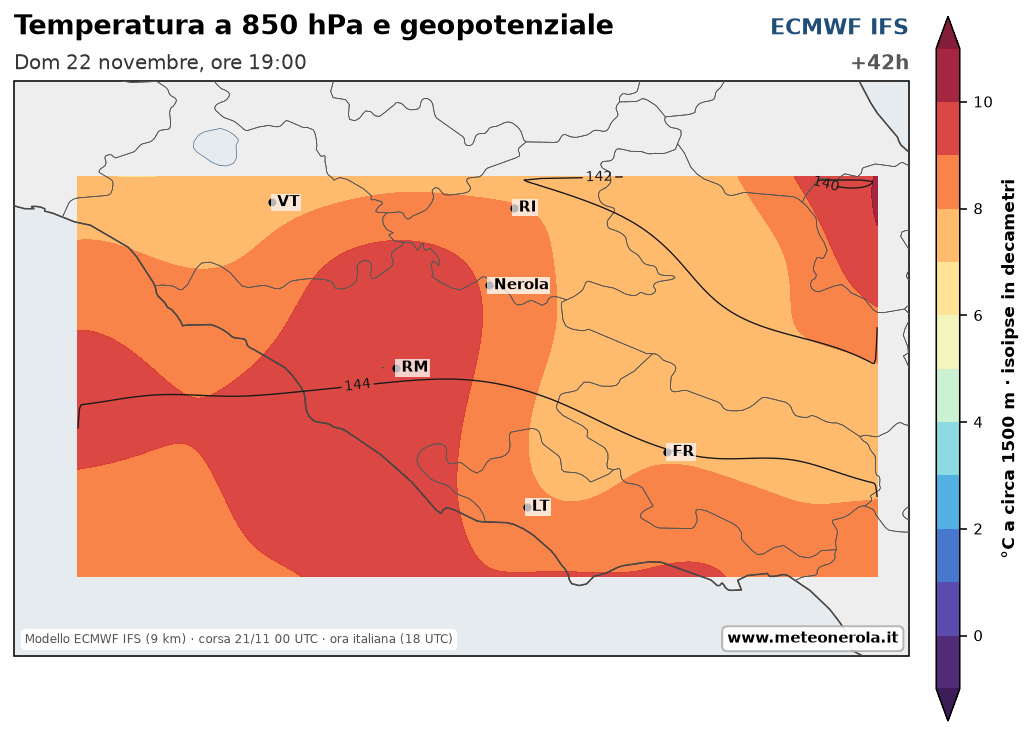 Temperatura a 850 hPa e geopotenziale
ECMWF IFS
Dom 22 novembre, ore 19:00
+42h
142
140
VT
RI
Nerola
RM
144
FR
LT
10
8
6
4
2
0
°C a circa 1500 m · isoipse in decametri
Modello ECMWF IFS (9 km) · corsa 21/11 00 UTC · ora italiana (18 UTC)
www.meteonerola.it